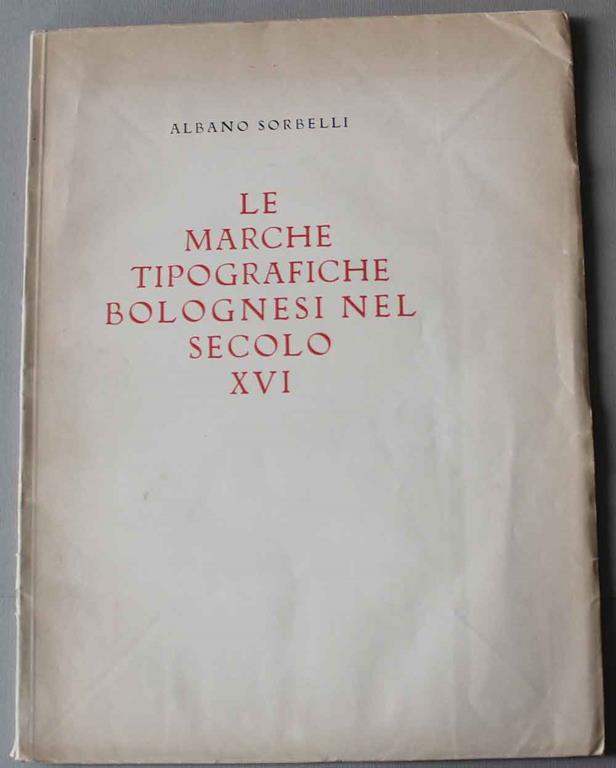 ALBANO SORBELLI
LE
MARCHE
TIPOGRAFICHE
BOLOGNESI NEL
SECOLO
XVI